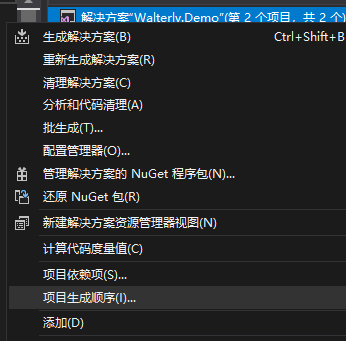 解决方案"Walterly.Demo"(第 2 个项目，共 2 个)
生成解决方案(B) Ctrl+Shift+B
重新生成解决方案(R)
清理解决方案(C)
分析和代码清理(A)
批生成(T)...
配置管理器(O)...
管理解决方案的 NuGet 程序包(N)...
还原 NuGet 包(R)
新建解决方案资源管理器视图(N)
计算代码度量值(C)
项目依赖项(S)...
项目生成顺序(I)...
添加(D)